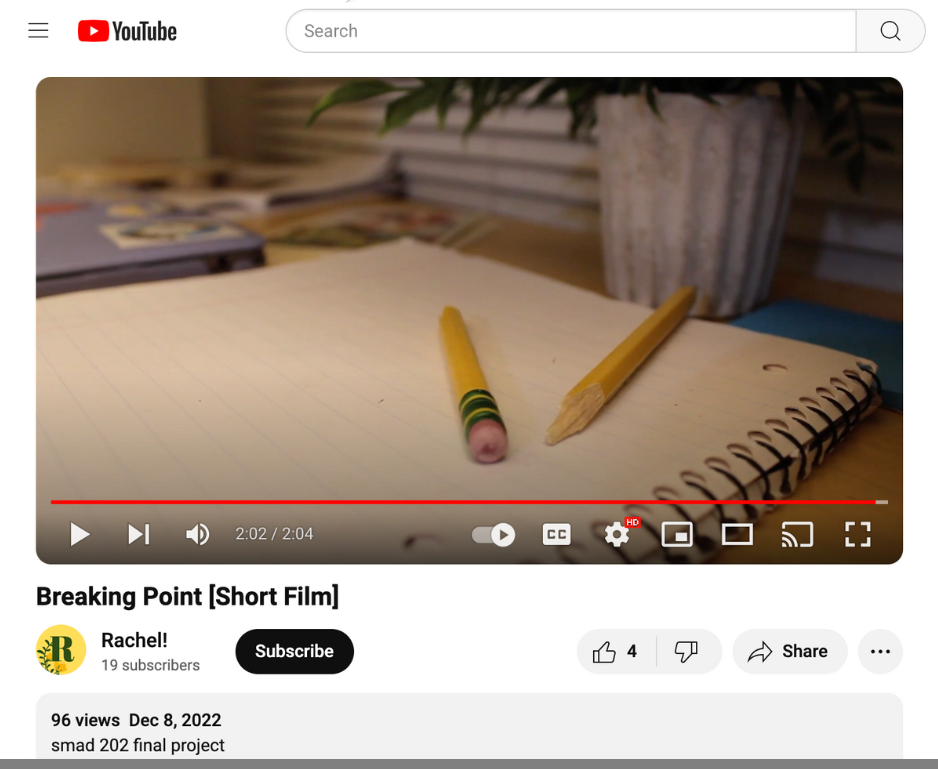 YouTube
Search
2:02 / 2:04
CC
HD
Breaking Point [Short Film]
R
Rachel!
19 subscribers
Subscribe
4
Share
96 views Dec 8, 2022
smad 202 final project